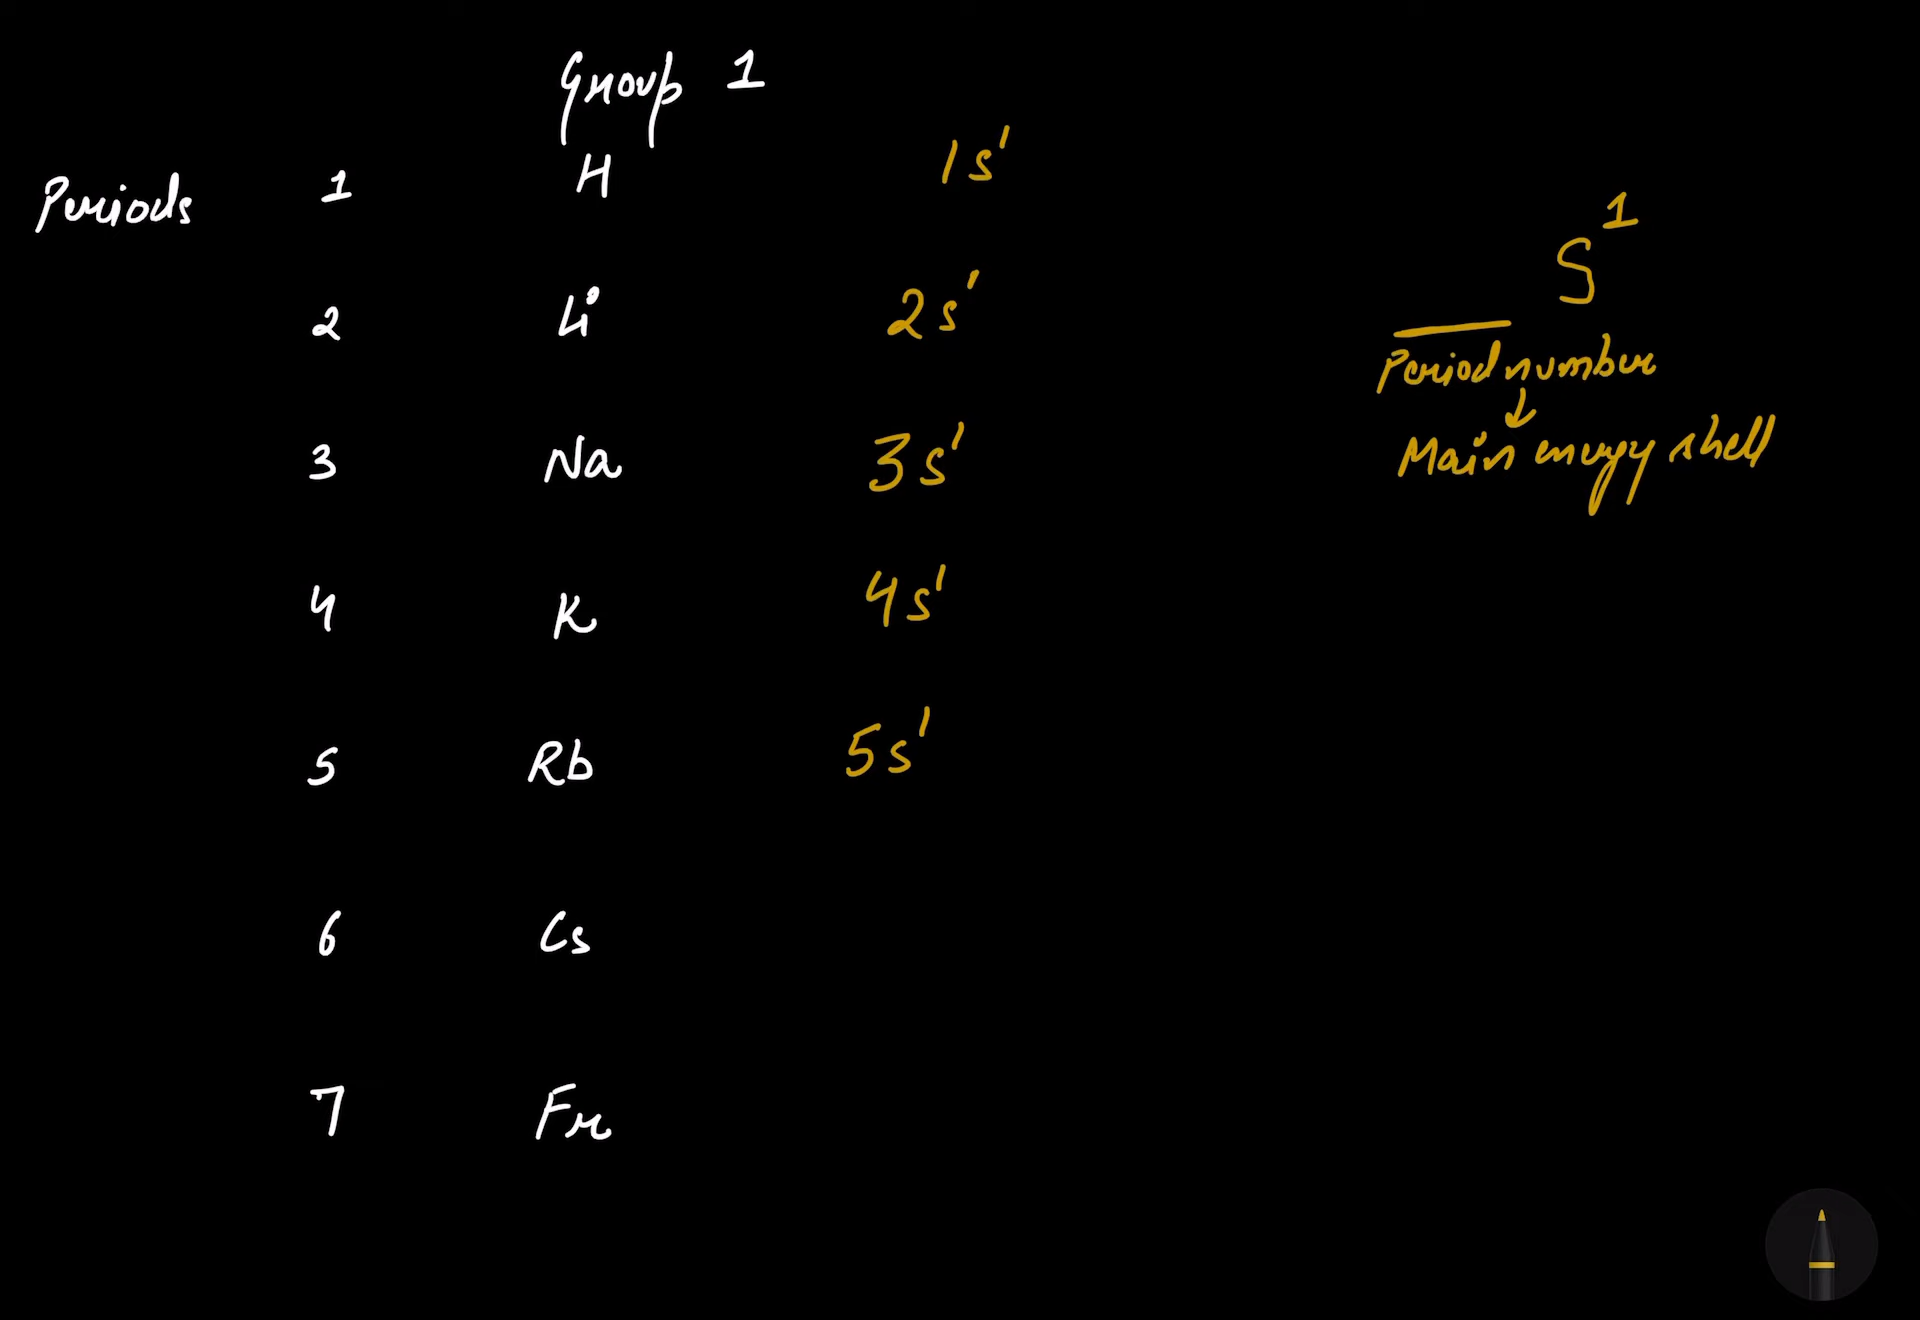 Group 1
Periods 1 H 1s¹
2 Li 2s¹
3 Na 3s¹
4 K 4s¹
5 Rb 5s¹
6 Cs
7 Fr
S¹
Period number
↓
Main energy shell